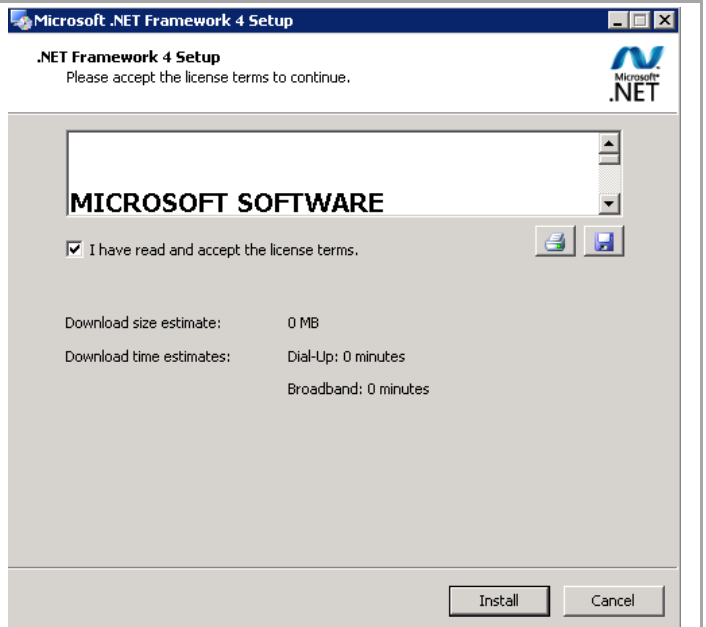 Microsoft .NET Framework 4 Setup
.NET Framework 4 Setup
Please accept the license terms to continue.
Microsoft®
.NET
MICROSOFT SOFTWARE
I have read and accept the license terms.
Download size estimate: 0 MB
Download time estimates: Dial-Up: 0 minutes
Broadband: 0 minutes
Install Cancel